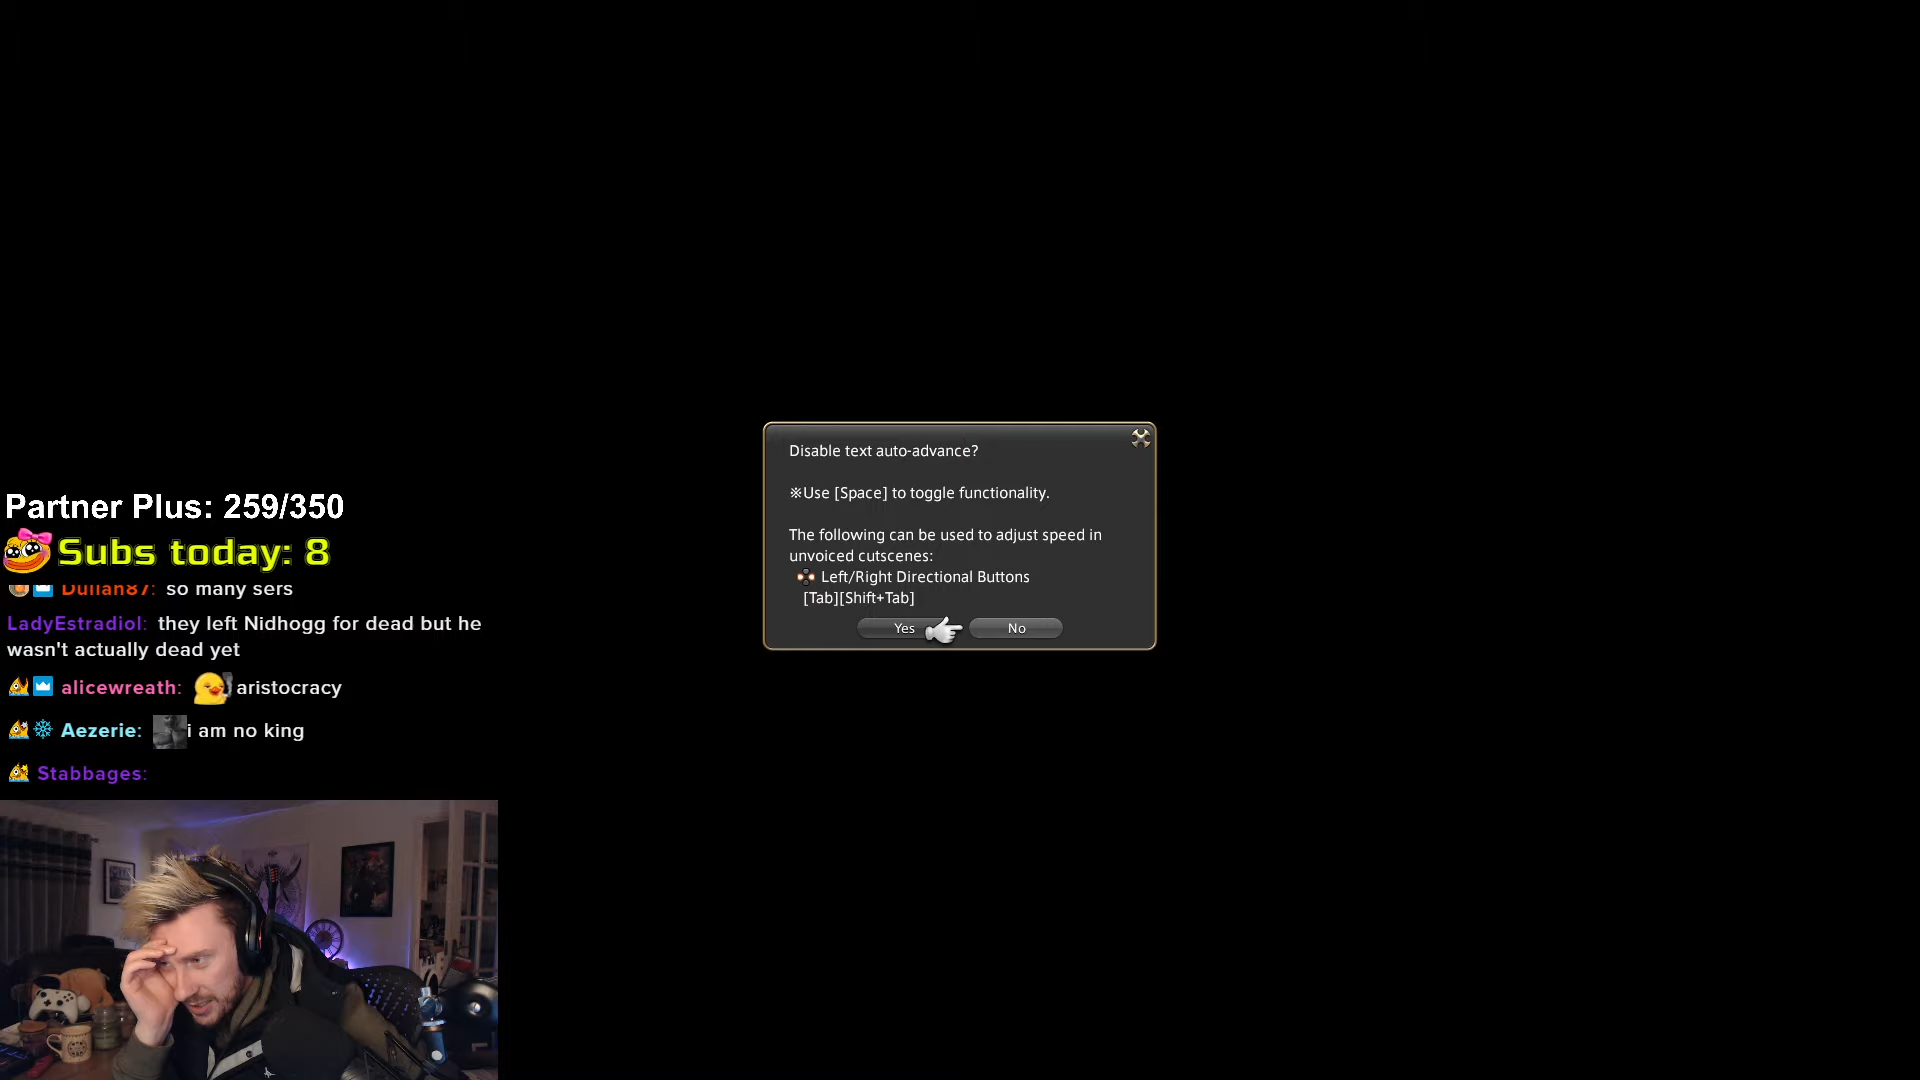 Disable text auto-advance?
※Use [Space] to toggle functionality.
The following can be used to adjust speed in
unvoiced cutscenes:
Left/Right Directional Buttons
[Tab][Shift+Tab]
Yes
No
Partner Plus: 259/350
Subs today: 8
Dulian87: so many sers
LadyEstradiol: they left Nidhogg for dead but he
wasn't actually dead yet
alicewreath: aristocracy
Aezerie: i am no king
Stabbages: